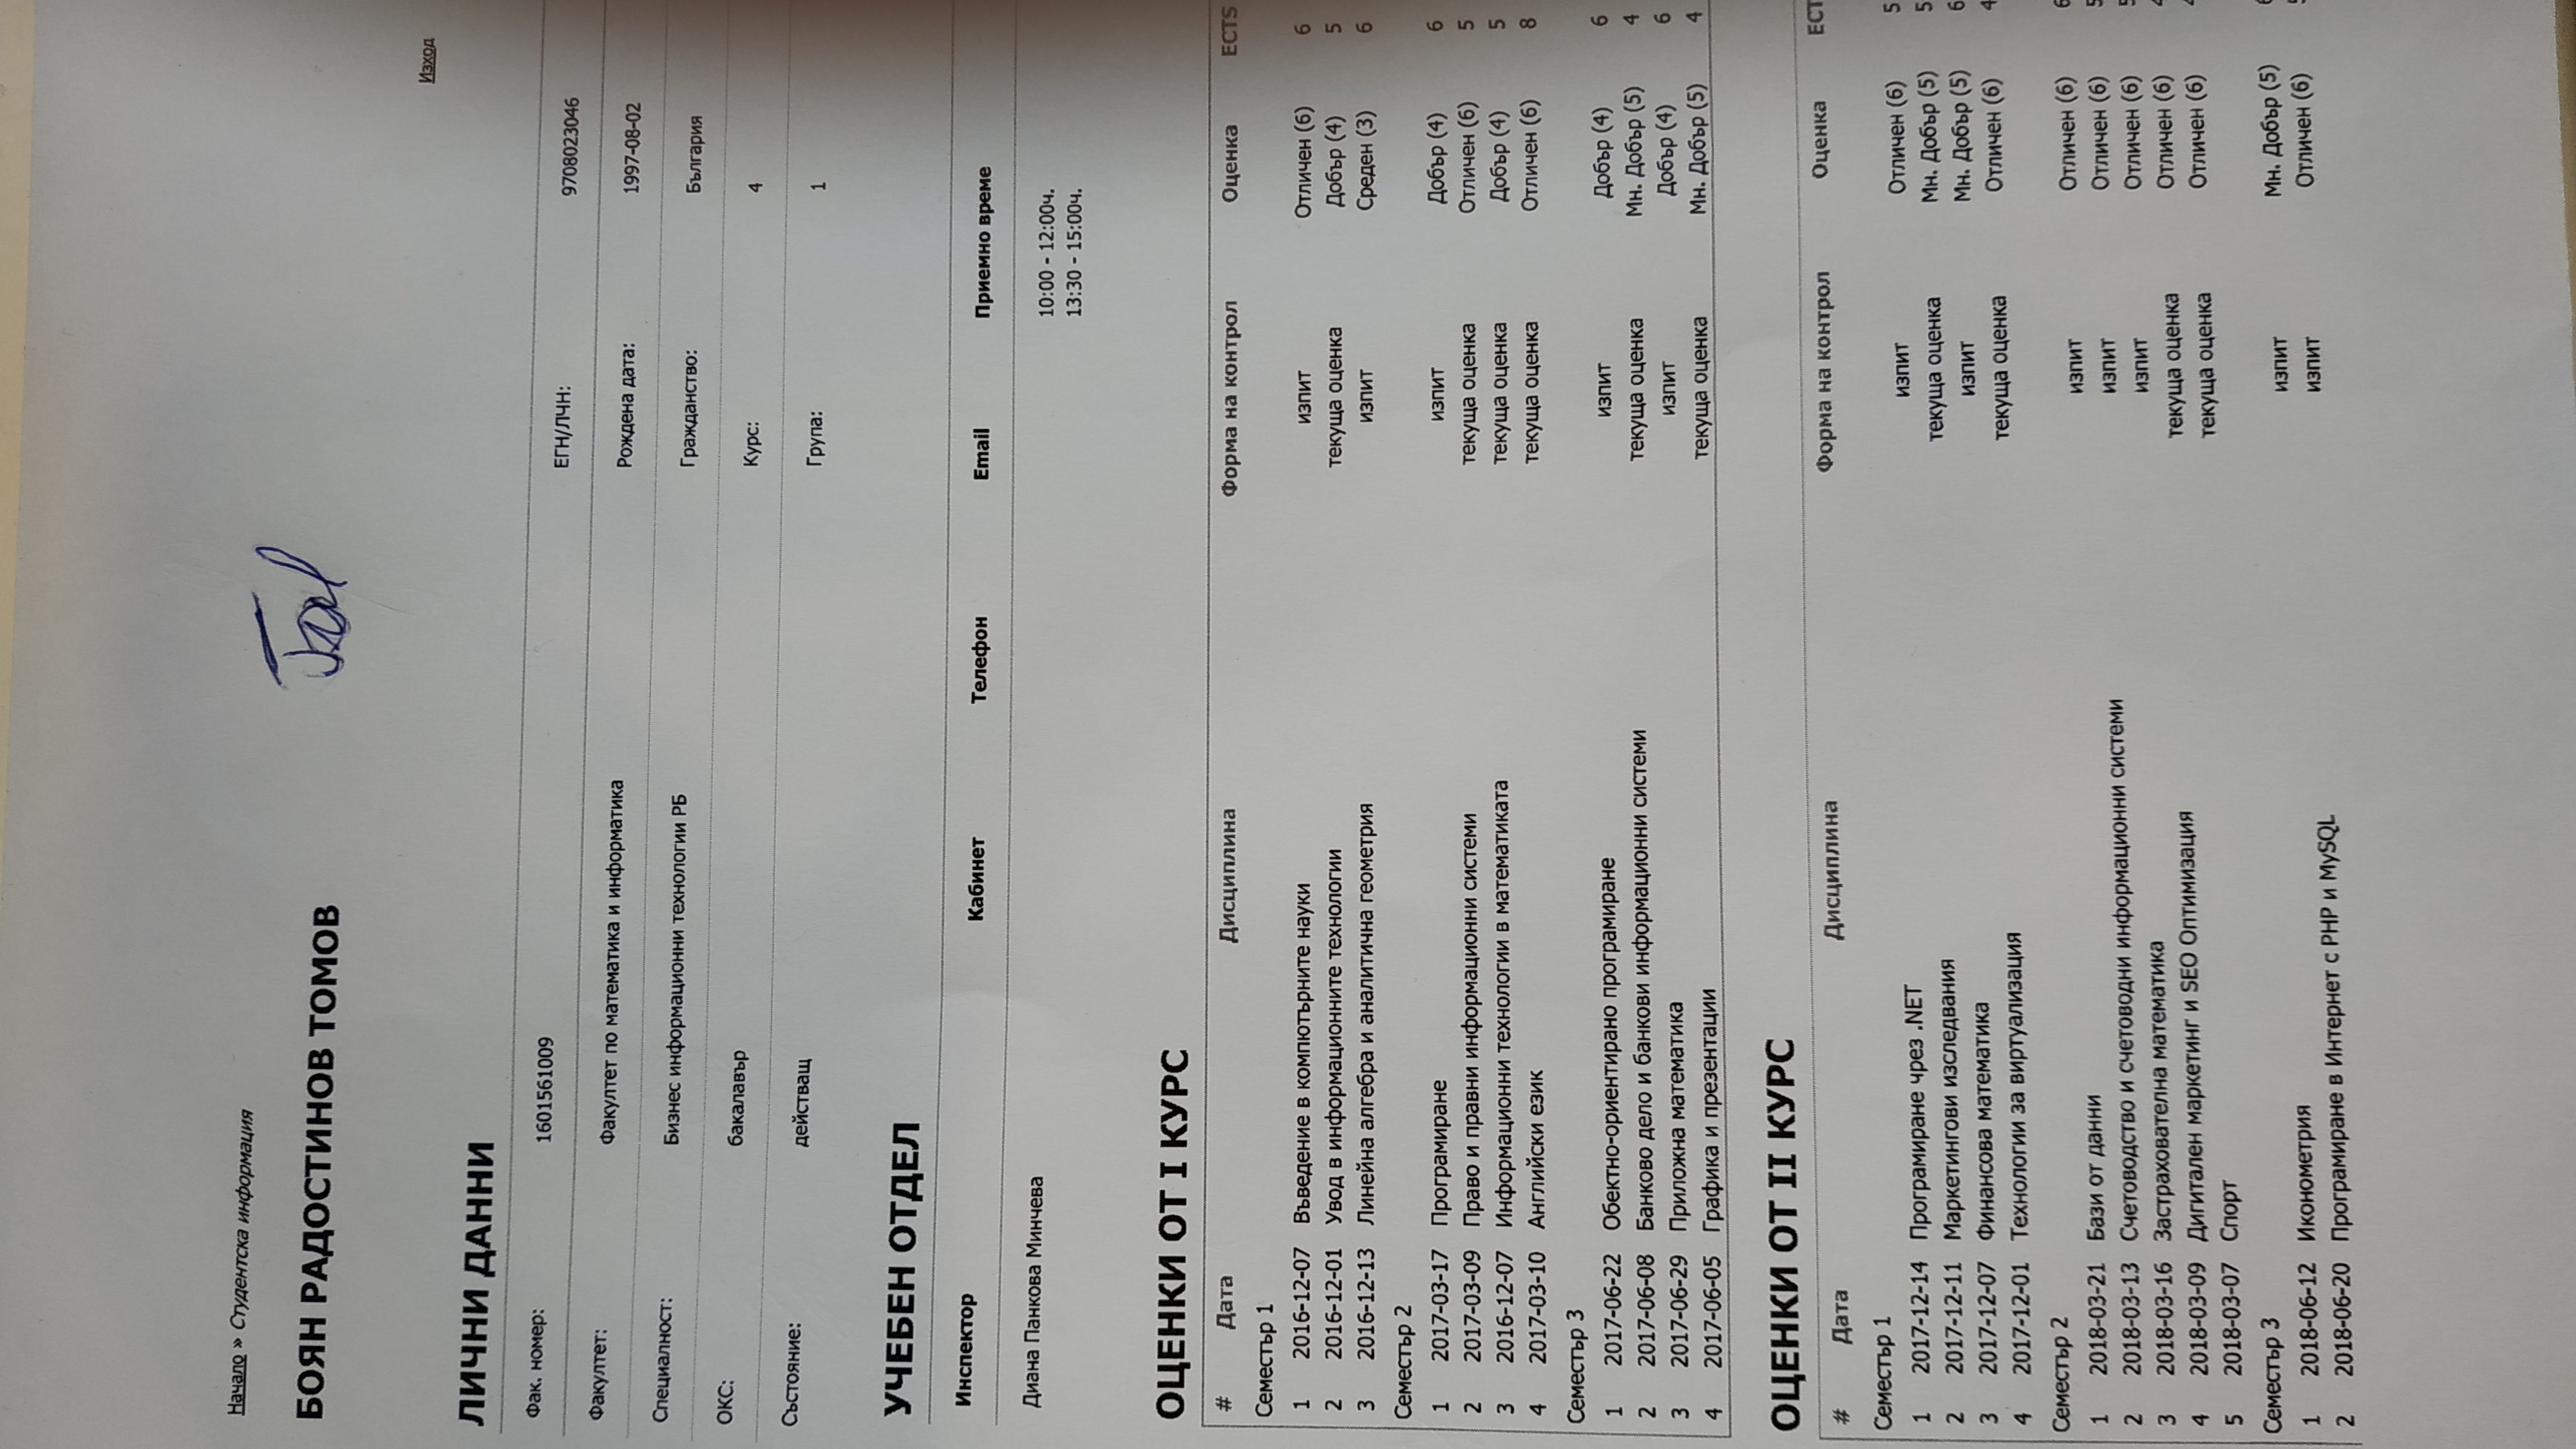 Начало » Студентска информация
Изход
БОЯН РАДОСТИНОВ ТОМОВ
ЛИЧНИ ДАННИ
Фак. номер: 1601561009 ЕГН/ЛЧН: 9708023046
Факултет: Факултет по математика и информатика Рождена дата: 1997-08-02
Специалност: Бизнес информационни технологии РБ Гражданство: България
ОКС: бакалавър Курс: 4
Състояние: действащ Група: 1
УЧЕБЕН ОТДЕЛ
Инспектор Кабинет Телефон Email Приемно време
Диана Панкова Минчева 10:00 - 12:00ч.
13:30 - 15:00ч.
ОЦЕНКИ ОТ I КУРС
# Дата Дисциплина Форма на контрол Оценка ECTS
Семестър 1
1 2016-12-07 Въведение в компютърните науки изпит Отличен (6) 6
2 2016-12-01 Увод в информационните технологии текуща оценка Добър (4) 5
3 2016-12-13 Линейна алгебра и аналитична геометрия изпит Среден (3) 6
Семестър 2
1 2017-03-17 Програмиране изпит Добър (4) 6
2 2017-03-09 Право и правни информационни системи текуща оценка Отличен (6) 5
3 2016-12-07 Информационни технологии в математиката текуща оценка Добър (4) 5
4 2017-03-10 Английски език текуща оценка Отличен (6) 8
Семестър 3
1 2017-06-22 Обектно-ориентирано програмиране изпит Добър (4) 6
2 2017-06-08 Банково дело и банкови информационни системи текуща оценка Мн. Добър (5) 4
3 2017-06-29 Приложна математика изпит Добър (4) 6
4 2017-06-05 Графика и презентации текуща оценка Мн. Добър (5) 4
ОЦЕНКИ ОТ II КУРС
# Дата Дисциплина Форма на контрол Оценка ECT
Семестър 1
1 2017-12-14 Програмиране чрез .NET изпит Отличен (6) 5
2 2017-12-11 Маркетингови изследвания текуща оценка Мн. Добър (5) 5
3 2017-12-07 Финансова математика изпит Мн. Добър (5) 6
4 2017-12-01 Технологии за виртуализация текуща оценка Отличен (6) 4
Семестър 2
1 2018-03-21 Бази от данни изпит Отличен (6) 6
2 2018-03-13 Счетоводство и счетоводни информационни системи изпит Отличен (6) 5
3 2018-03-16 Застрахователна математика изпит Отличен (6) 5
4 2018-03-09 Дигитален маркетинг и SEO Оптимизация текуща оценка Отличен (6) 4
5 2018-03-07 Спорт текуща оценка Отличен (6)
Семестър 3
1 2018-06-12 Иконометрия изпит Мн. Добър (5)
2 2018-06-20 Програмиране в Интернет с PHP и MySQL изпит Отличен (6)